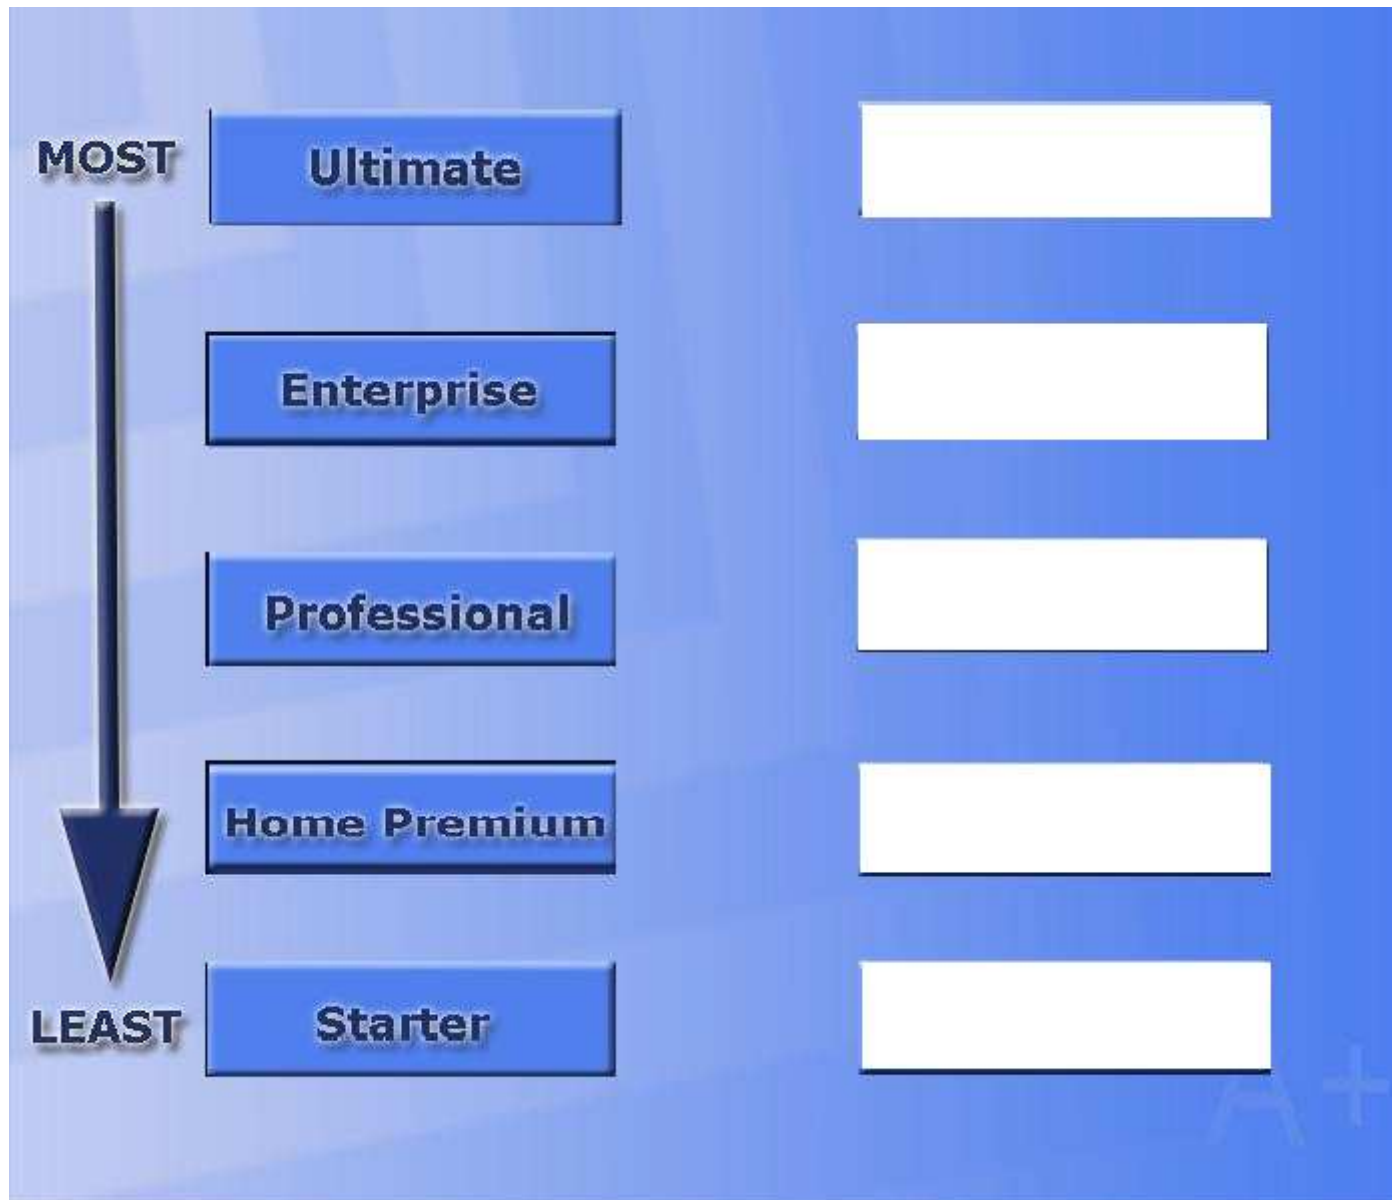 MOST
Ultimate
Enterprise
Professional
Home Premium
LEAST
Starter
A+